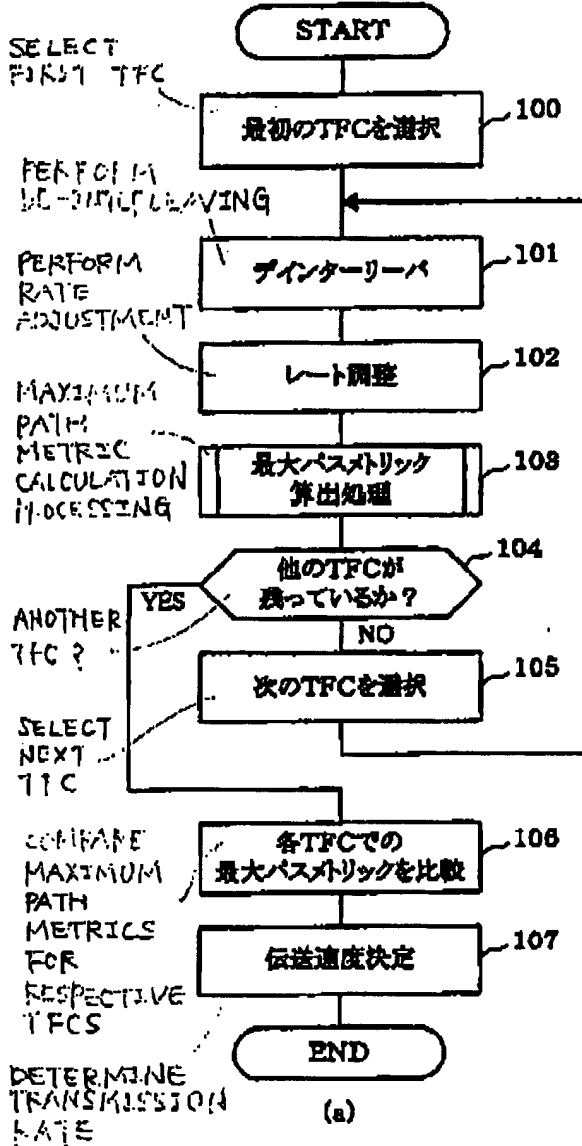 START
SELECT
FIRST TFC
最初のTFCを選択
100
PERFORM
DE-INTERLEAVING
デインターリーバ
101
PERFORM
RATE
ADJUSTMENT
レート調整
102
MAXIMUM
PATH
METRIC
CALCULATION
PROCESSING
最大パスメトリック
算出処理
103
104
他のTFCが
残っているか?
YES
NO
ANOTHER
TFC?
次のTFCを選択
105
SELECT
NEXT
TFC
各TFCでの
最大パスメトリックを比較
106
COMPARE
MAXIMUM
PATH
METRICS
FOR
RESPECTIVE
TFCS
伝送速度決定
107
END
DETERMINE
TRANSMISSION
RATE
(a)